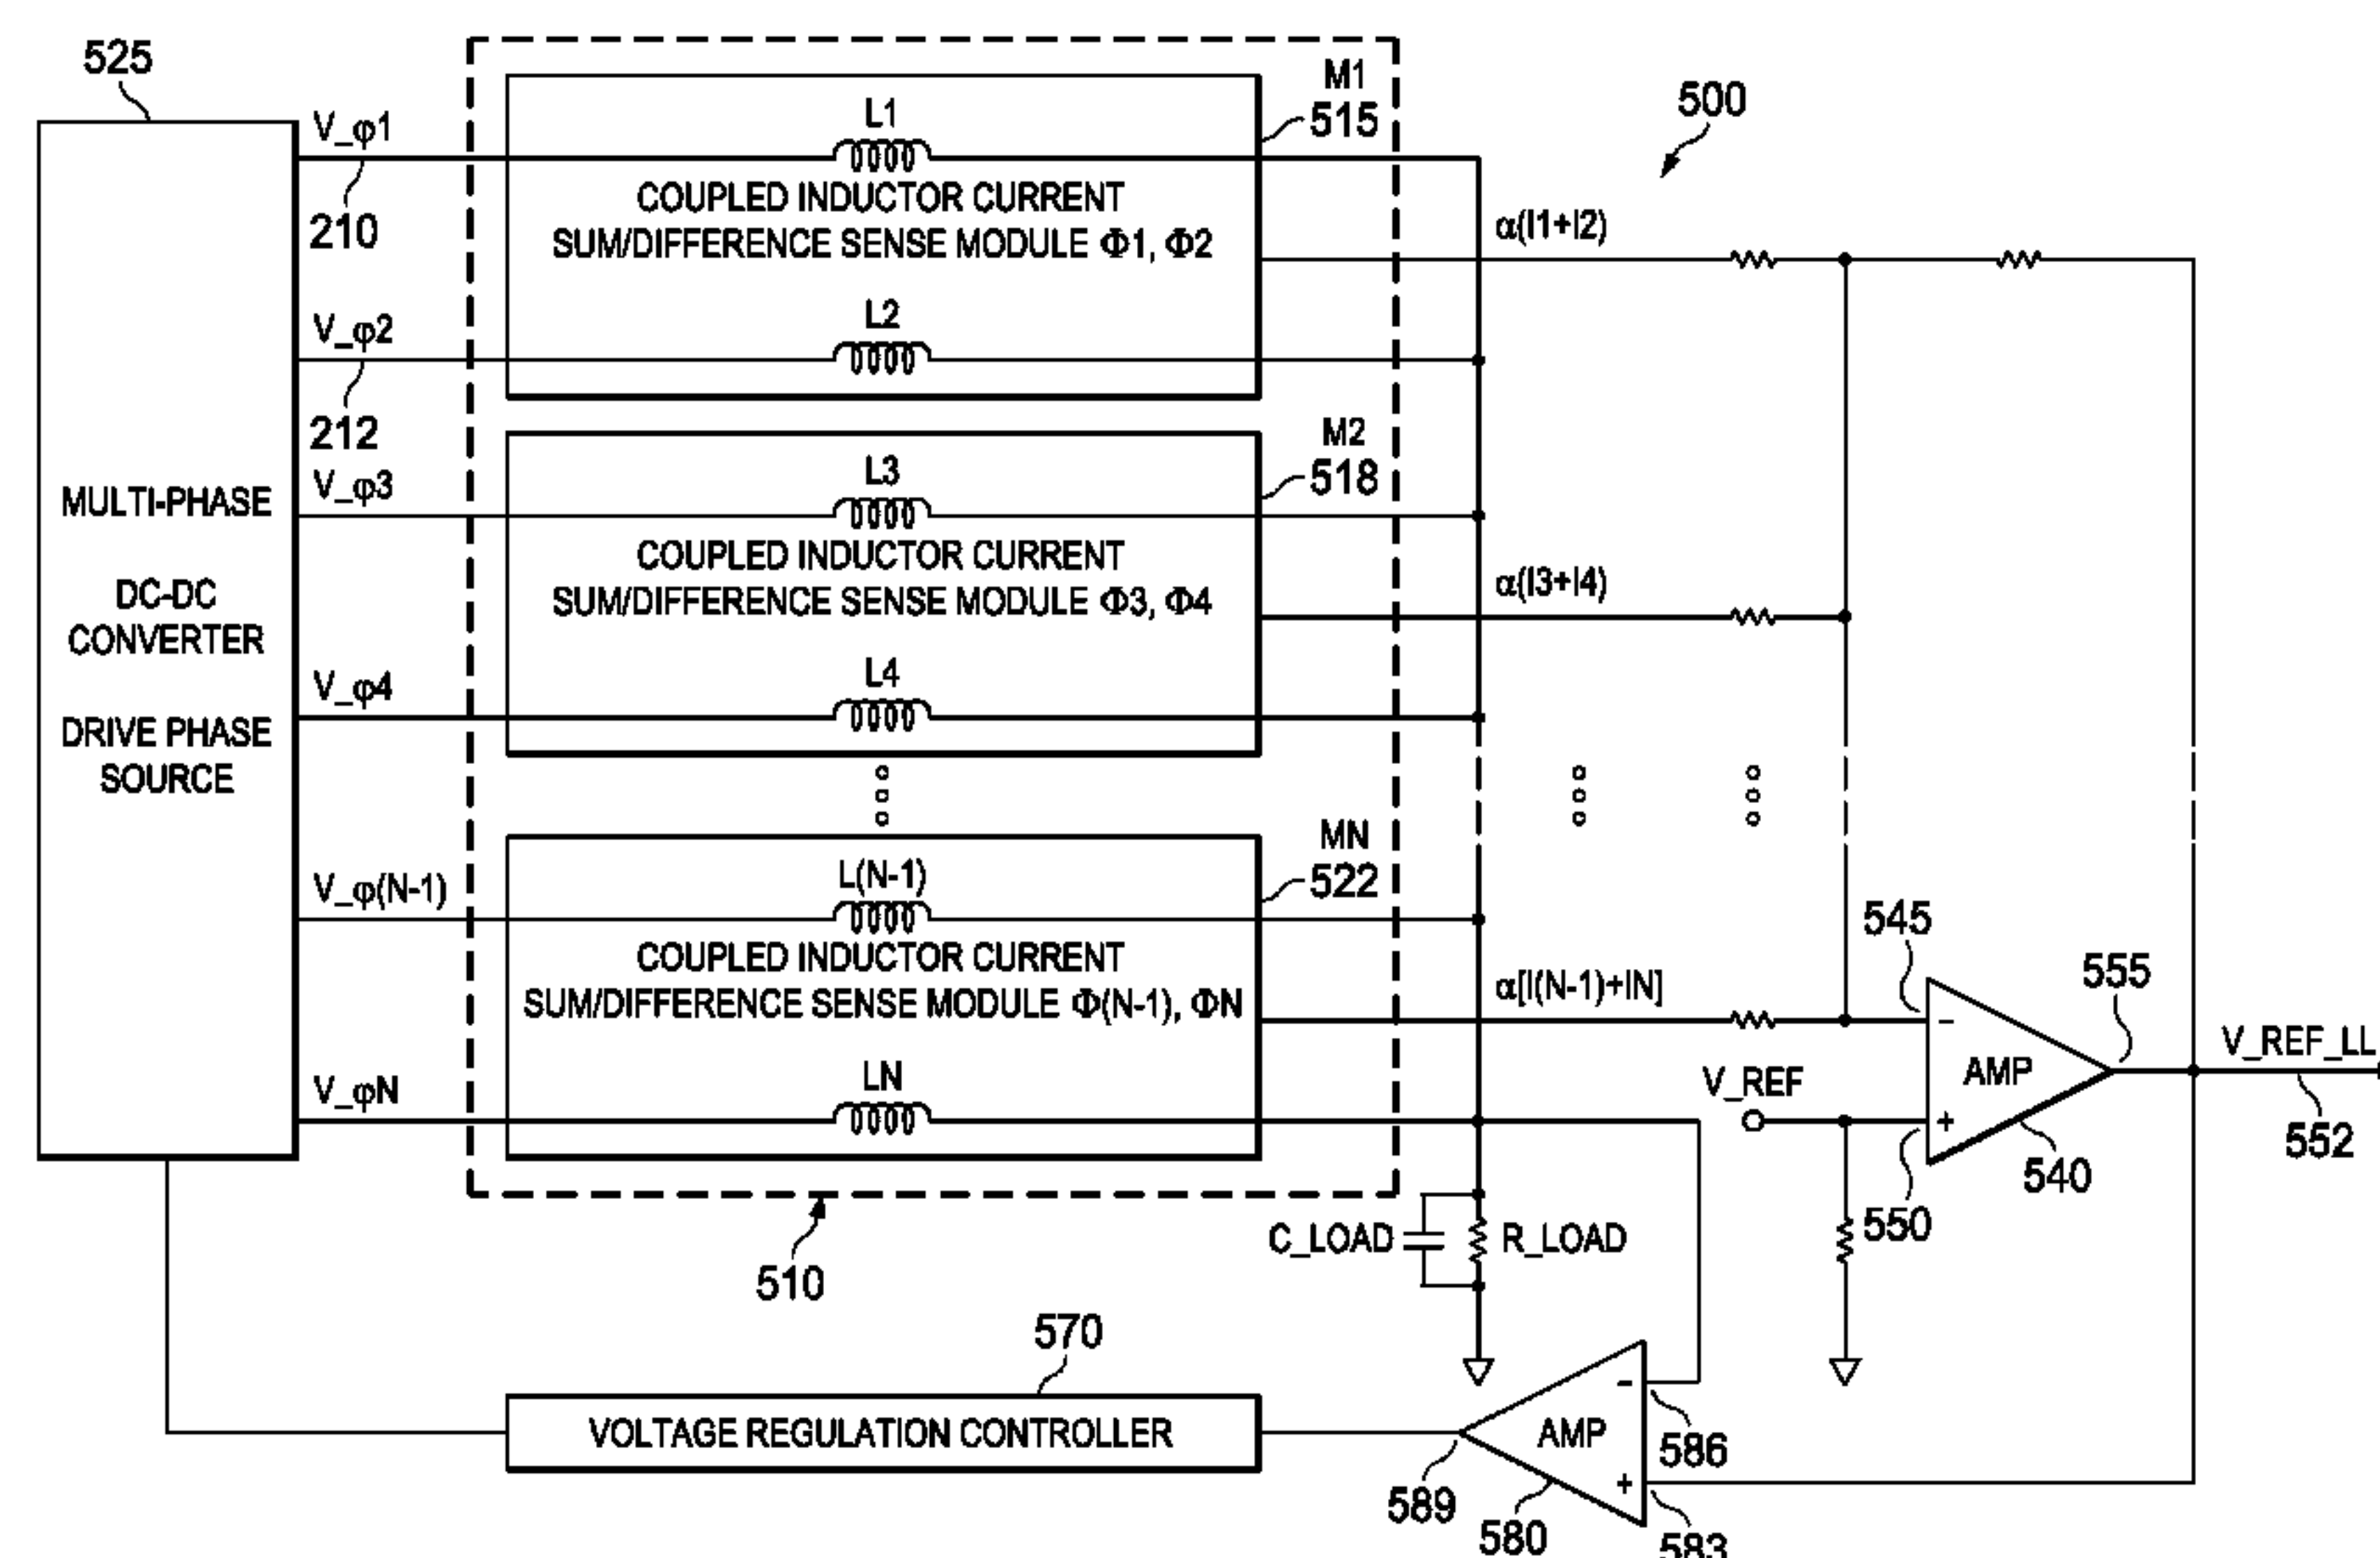 525
V_φ1
210
V_φ2
212
V_φ3
V_φ4
V_φ(N-1)
V_φN
MULTI-PHASE
DC-DC
CONVERTER
DRIVE PHASE
SOURCE
M1
515
L1
COUPLED INDUCTOR CURRENT
SUM/DIFFERENCE SENSE MODULE Φ1, Φ2
L2
M2
518
L3
COUPLED INDUCTOR CURRENT
SUM/DIFFERENCE SENSE MODULE Φ3, Φ4
L4
MN
522
L(N-1)
COUPLED INDUCTOR CURRENT
SUM/DIFFERENCE SENSE MODULE Φ(N-1), ΦN
LN
510
500
α(I1+I2)
α(I3+I4)
α[I(N-1)+IN]
545
-
AMP
+
555
V_REF_LL
552
V_REF
540
550
C_LOAD
R_LOAD
570
VOLTAGE REGULATION CONTROLLER
-
AMP
+
586
589
580
583